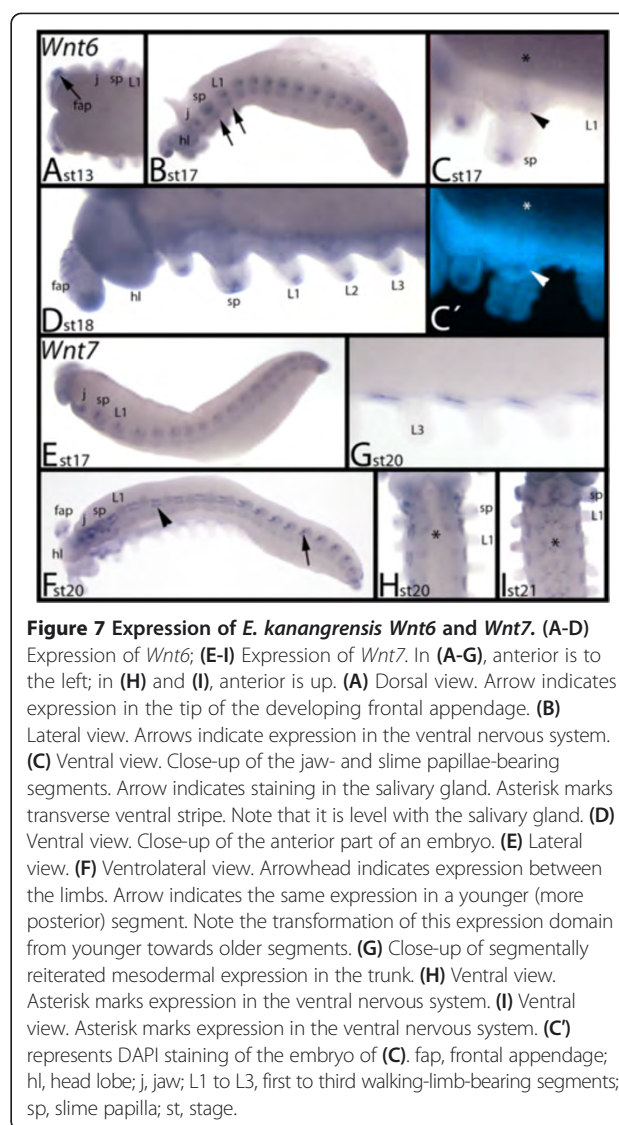 Wnt6
j sp L1
fap
A st13
L1
sp
j
hl
B st17
*
L1
sp
C st17
fap
hl
sp
L1
L2
L3
D st18
*
C′
Wnt7
j
sp
L1
E st17
L3
G st20
fap
j
sp
L1
hl
F st20
sp
L1
*
H st20
sp
L1
*
I st21
Figure 7 Expression of E. kanangrensis Wnt6 and Wnt7. (A-D)
Expression of Wnt6; (E-I) Expression of Wnt7. In (A-G), anterior is to
the left; in (H) and (I), anterior is up. (A) Dorsal view. Arrow indicates
expression in the tip of the developing frontal appendage. (B)
Lateral view. Arrows indicate expression in the ventral nervous system.
(C) Ventral view. Close-up of the jaw- and slime papillae-bearing
segments. Arrow indicates staining in the salivary gland. Asterisk marks
transverse ventral stripe. Note that it is level with the salivary gland. (D)
Ventral view. Close-up of the anterior part of an embryo. (E) Lateral
view. (F) Ventrolateral view. Arrowhead indicates expression between
the limbs. Arrow indicates the same expression in a younger (more
posterior) segment. Note the transformation of this expression domain
from younger towards older segments. (G) Close-up of segmentally
reiterated mesodermal expression in the trunk. (H) Ventral view.
Asterisk marks expression in the ventral nervous system. (I) Ventral
view. Asterisk marks expression in the ventral nervous system. (C′)
represents DAPI staining of the embryo of (C). fap, frontal appendage;
hl, head lobe; j, jaw; L1 to L3, first to third walking-limb-bearing segments;
sp, slime papilla; st, stage.